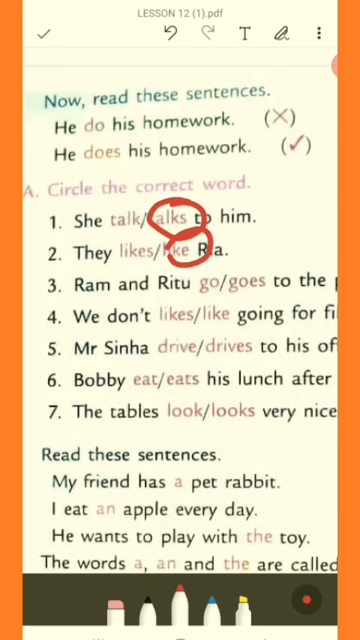 LESSON 12 (1).pdf
T
Now, read these sentences.
He do his homework. (✗)
He does his homework. (✓)
A. Circle the correct word.
1. She talk/talks to him.
2. They likes/like Ria.
3. Ram and Ritu go/goes to the
4. We don't likes/like going for
5. Mr Sinha drive/drives to his
6. Bobby eat/eats his lunch after
7. The tables look/looks very nice
Read these sentences.
My friend has a pet rabbit.
I eat an apple every day.
He wants to play with the toy.
The words a, an and the are called